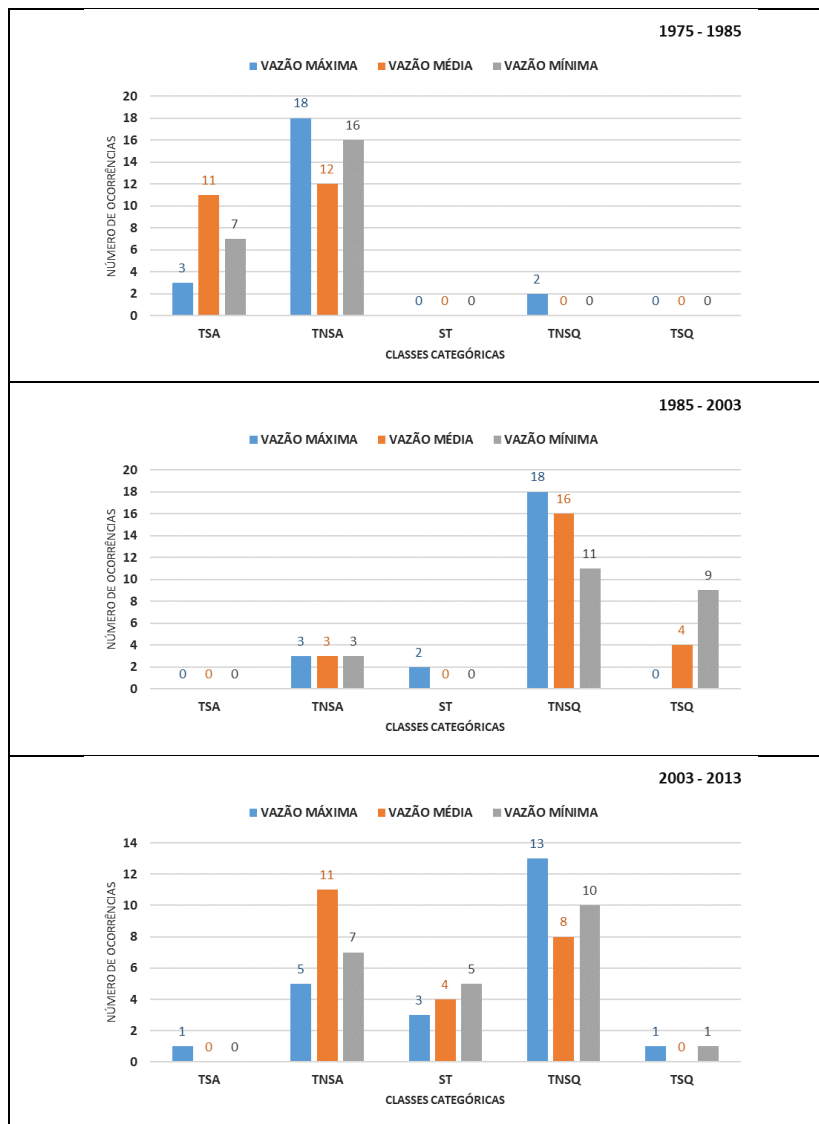 1975 - 1985
VAZÃO MÁXIMA VAZÃO MÉDIA VAZÃO MÍNIMA
NÚMERO DE OCORRÊNCIAS
20
18
16
14
12
10
8
6
4
2
0
3 11 7
18 12 16
0 0 0
2 0 0
0 0 0
TSA TNSA ST TNSQ TSQ
CLASSES CATEGÓRICAS
1985 - 2003
VAZÃO MÁXIMA VAZÃO MÉDIA VAZÃO MÍNIMA
NÚMERO DE OCORRÊNCIAS
20
18
16
14
12
10
8
6
4
2
0
0 0 0
3 3 3
2 0 0
18 16 11
0 4 9
TSA TNSA ST TNSQ TSQ
CLASSES CATEGÓRICAS
2003 - 2013
VAZÃO MÁXIMA VAZÃO MÉDIA VAZÃO MÍNIMA
NÚMERO DE OCORRÊNCIAS
14
12
10
8
6
4
2
0
1 0 0
5 11 7
3 4 5
13 8 10
1 0 1
TSA TNSA ST TNSQ TSQ
CLASSES CATEGÓRICAS